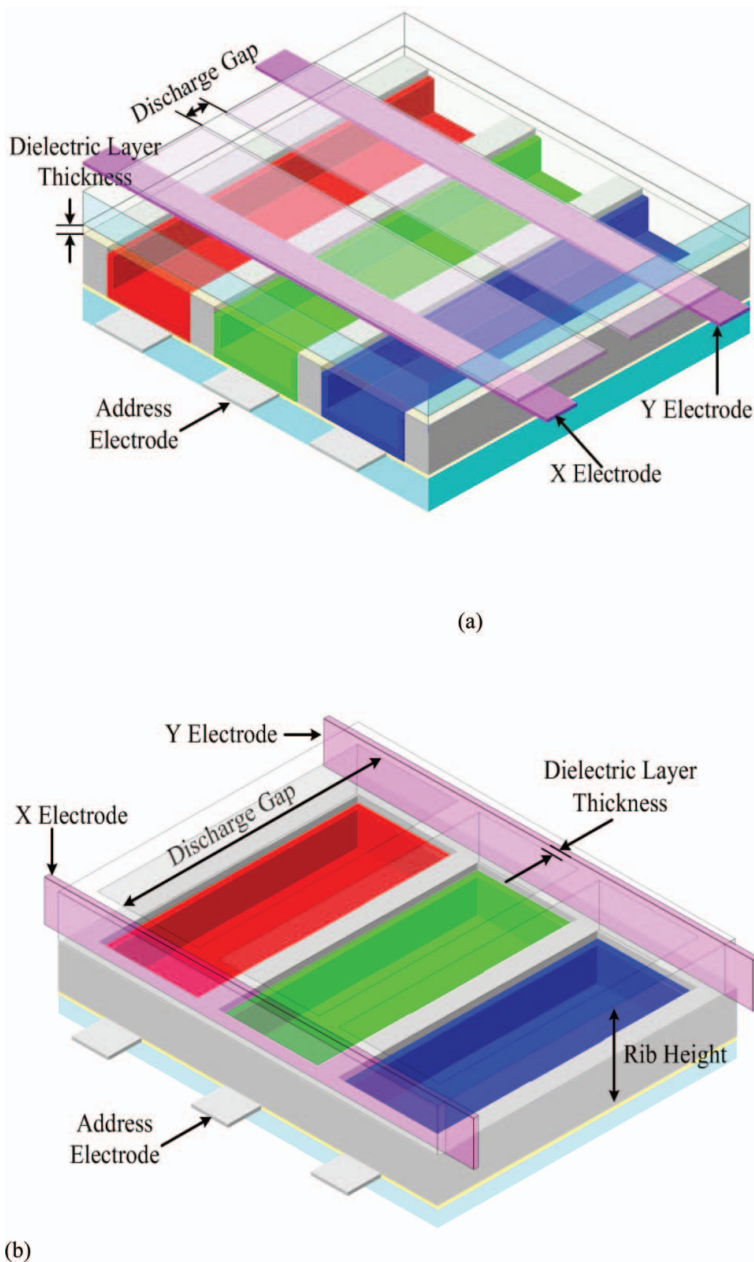 Discharge Gap
Dielectric Layer
Thickness
Address
Electrode
Y Electrode
X Electrode
(a)
Y Electrode
X Electrode
Discharge Gap
Dielectric Layer
Thickness
Rib Height
Address
Electrode
(b)